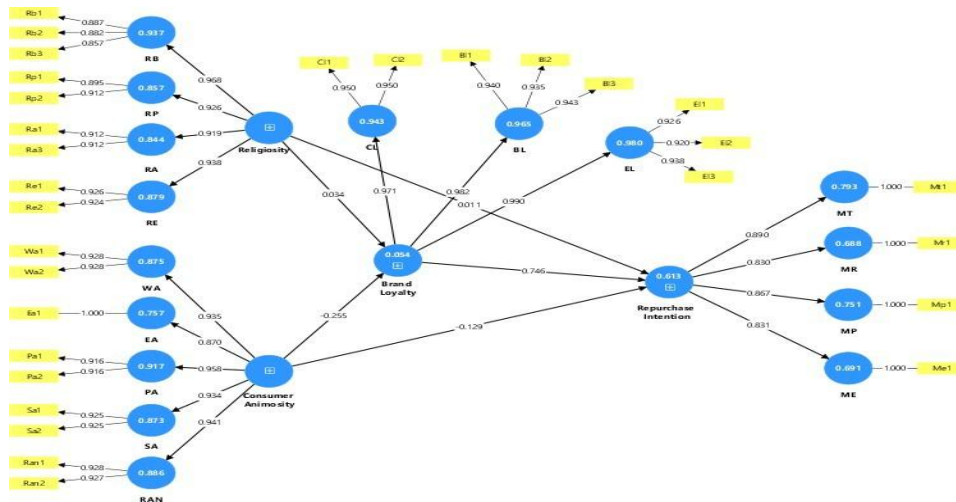 Rb1
0.887
Rb2
0.882
Rb3
0.857
0.937
RB
Rp1
0.895
Rp2
0.912
0.857
RP
Ra1
0.912
Ra3
0.912
0.844
RA
Re1
0.926
Re2
0.924
0.879
RE
0.968
0.926
0.919
0.938
Religiosity
Cl1
0.950
Cl2
0.950
0.943
CL
Bl1
0.940
Bl2
0.935
Bl3
0.943
0.965
BL
El1
0.926
El2
0.920
El3
0.938
0.980
EL
0.034
0.971
0.982
0.011
0.990
0.054
Brand
Loyalty
0.746
-0.255
-0.129
0.613
Repurchase
Intention
0.890
0.830
0.867
0.831
0.793
1.000
Mt1
MT
0.688
1.000
Mr1
MR
0.751
1.000
Mp1
MP
0.691
1.000
Me1
ME
Wa1
0.928
Wa2
0.928
0.875
WA
Ea1
1.000
0.757
EA
Pa1
0.916
Pa2
0.916
0.917
PA
Sa1
0.925
Sa2
0.925
0.873
SA
Ran1
0.928
Ran2
0.927
0.886
RAN
0.935
0.870
0.958
0.934
0.941
Consumer
Animosity